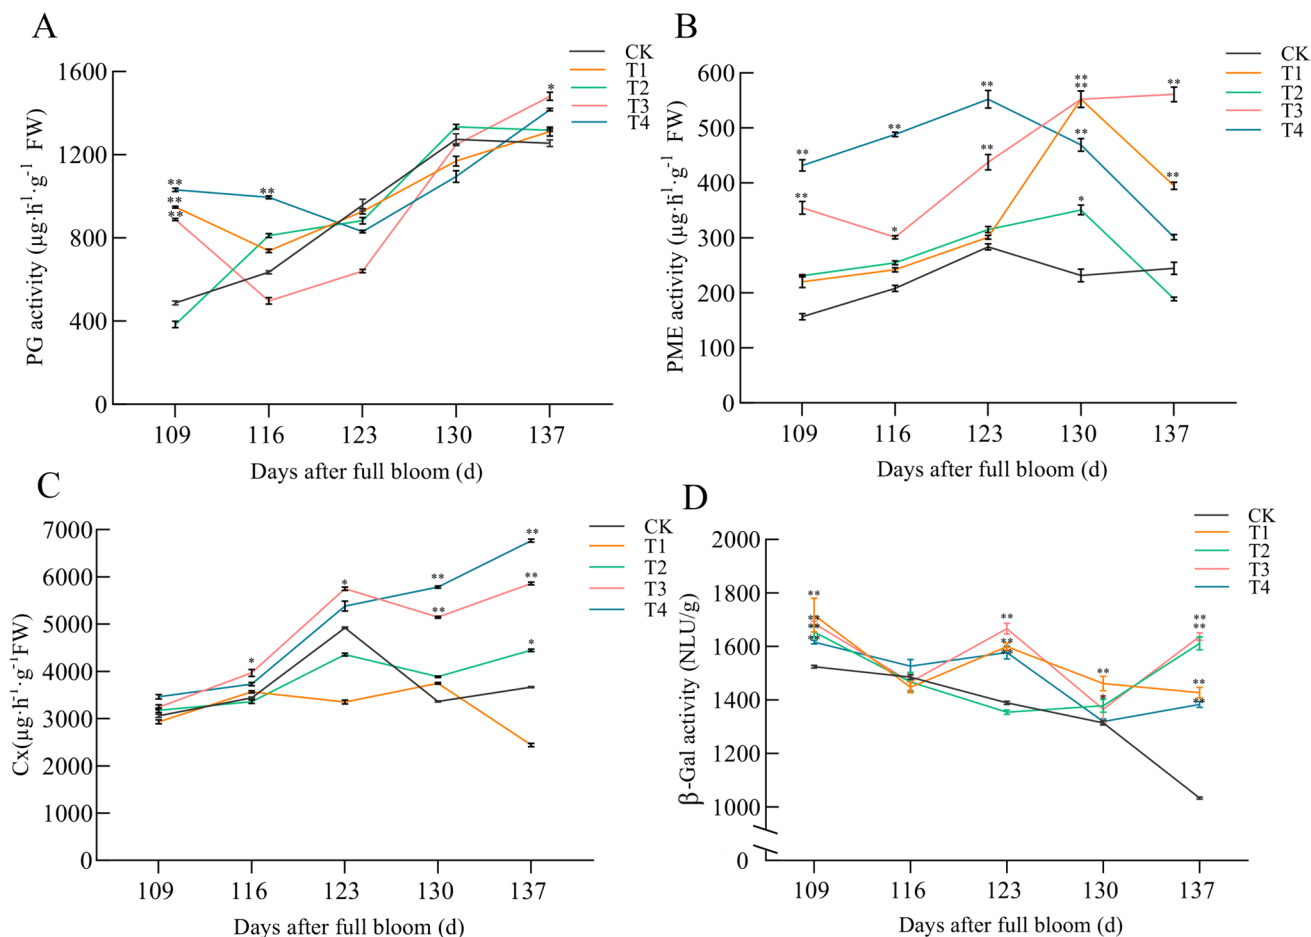 A
PG activity (μg·h⁻¹·g⁻¹ FW)
1600
1200
800
400
0
109 116 123 130 137
Days after full bloom (d)
CK
T1
T2
T3
T4
**
**
**
**
*
B
PME activity (μg·h⁻¹·g⁻¹ FW)
600
500
400
300
200
100
0
109 116 123 130 137
Days after full bloom (d)
CK
T1
T2
T3
T4
**
**
**
*
**
**
**
**
**
*
**
**
C
Cx(μg·h⁻¹·g⁻¹FW)
7000
6000
5000
4000
3000
2000
1000
0
109 116 123 130 137
Days after full bloom (d)
CK
T1
T2
T3
T4
*
*
**
**
**
**
*
D
β-Gal activity (NLU/g)
2000
1800
1600
1400
1200
1000
0
109 116 123 130 137
Days after full bloom (d)
CK
T1
T2
T3
T4
**
**
**
**
**
**
**
**
*
**
**
**
**